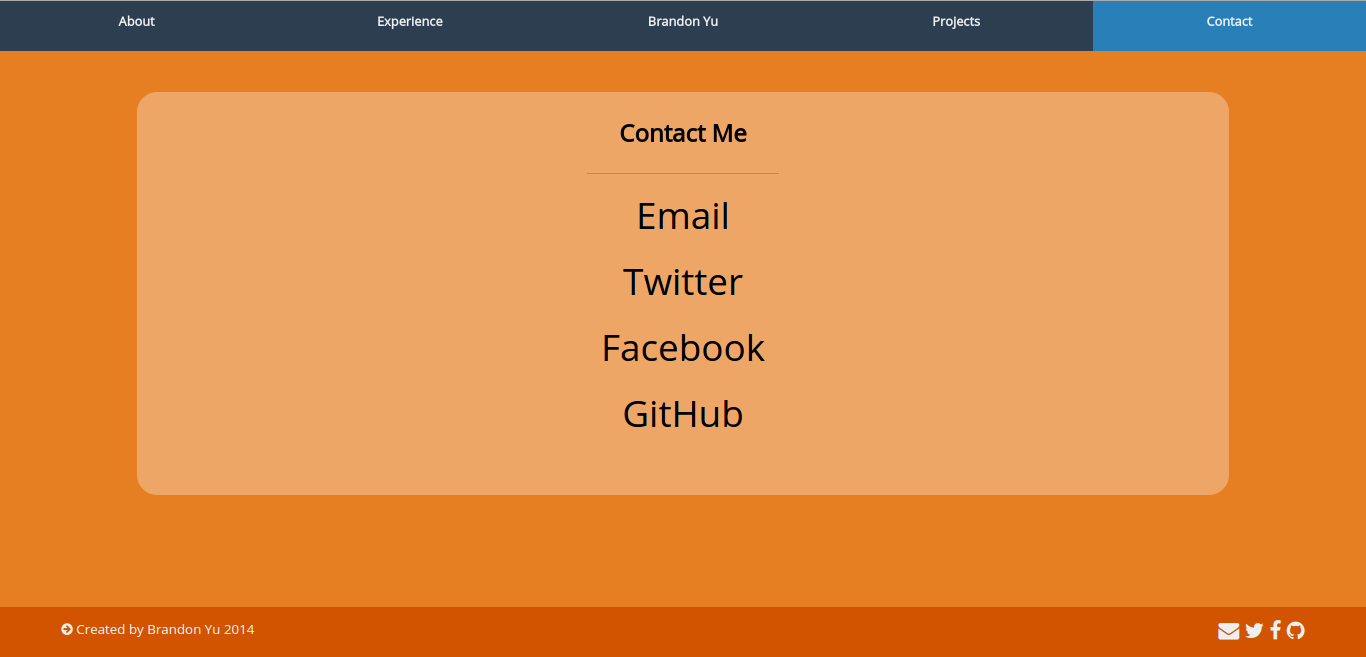 About Experience Brandon Yu Projects Contact
Contact Me
Email
Twitter
Facebook
GitHub
Created by Brandon Yu 2014